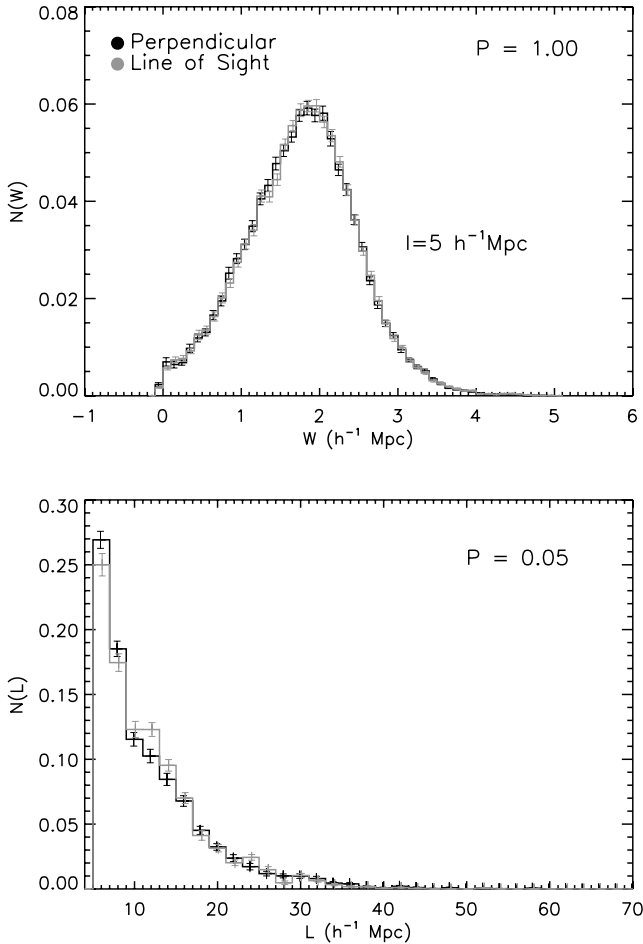 0.08
Perpendicular
Line of Sight
P = 1.00
0.06
N(W)
0.04
l=5 h⁻¹Mpc
0.02
0.00
-1 0 1 2 3 4 5 6
W (h⁻¹ Mpc)
0.30
P = 0.05
0.25
0.20
N(L)
0.15
0.10
0.05
0.00
10 20 30 40 50 60 70
L (h⁻¹ Mpc)